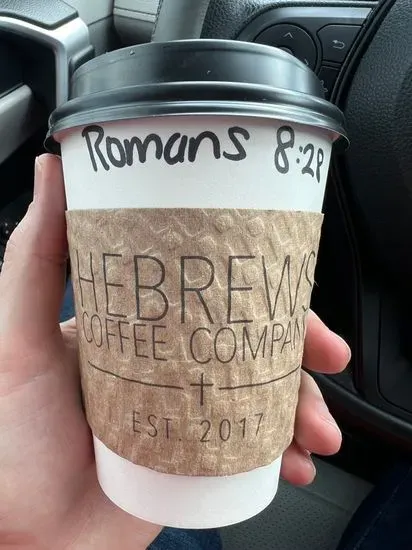 Romans 8:28
HEBREWS
COFFEE COMPANY
EST. 2017